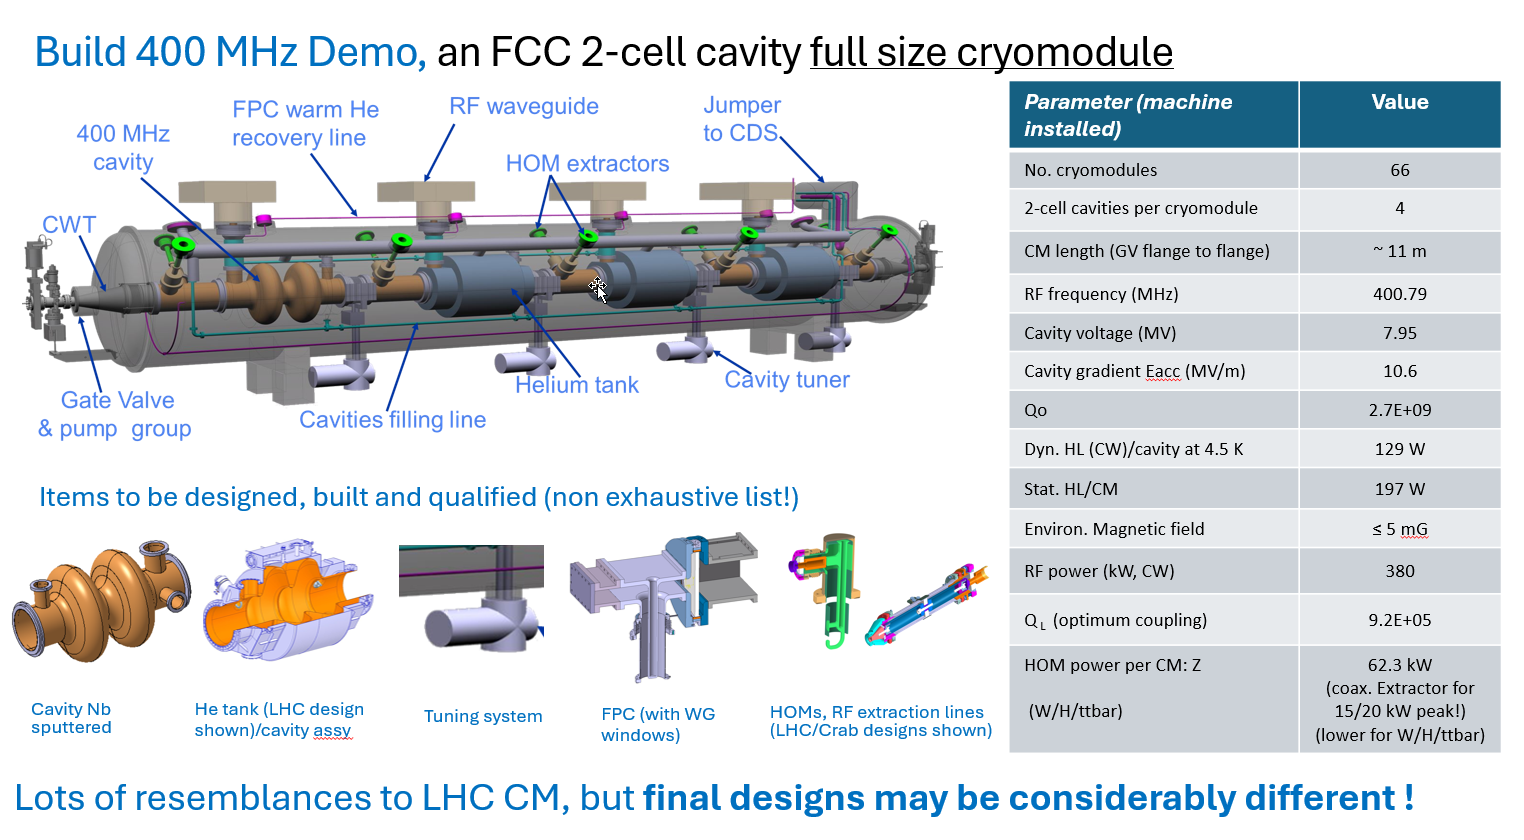 Build 400 MHz Demo, an FCC 2-cell cavity full size cryomodule
400 MHz
cavity
FPC warm He
recovery line
RF waveguide
Jumper
to CDS
HOM extractors
CWT
Gate Valve
& pump group
Cavities filling line
Helium tank
Cavity tuner
Items to be designed, built and qualified (non exhaustive list!)
Cavity Nb
sputtered
He tank (LHC design
shown)/cavity assy
Tuning system
FPC (with WG
windows)
HOMs, RF extraction lines
(LHC/Crab designs shown)
Parameter (machine
installed)
Value
No. cryomodules 66
2-cell cavities per cryomodule 4
CM length (GV flange to flange) ~ 11 m
RF frequency (MHz) 400.79
Cavity voltage (MV) 7.95
Cavity gradient Eacc (MV/m) 10.6
Qo 2.7E+09
Dyn. HL (CW)/cavity at 4.5 K 129 W
Stat. HL/CM 197 W
Environ. Magnetic field ≤ 5 mG
RF power (kW, CW) 380
Q L (optimum coupling) 9.2E+05
HOM power per CM: Z 62.3 kW
(coax. Extractor for
(W/H/ttbar) 15/20 kW peak!)
(lower for W/H/ttbar)
Lots of resemblances to LHC CM, but final designs may be considerably different !